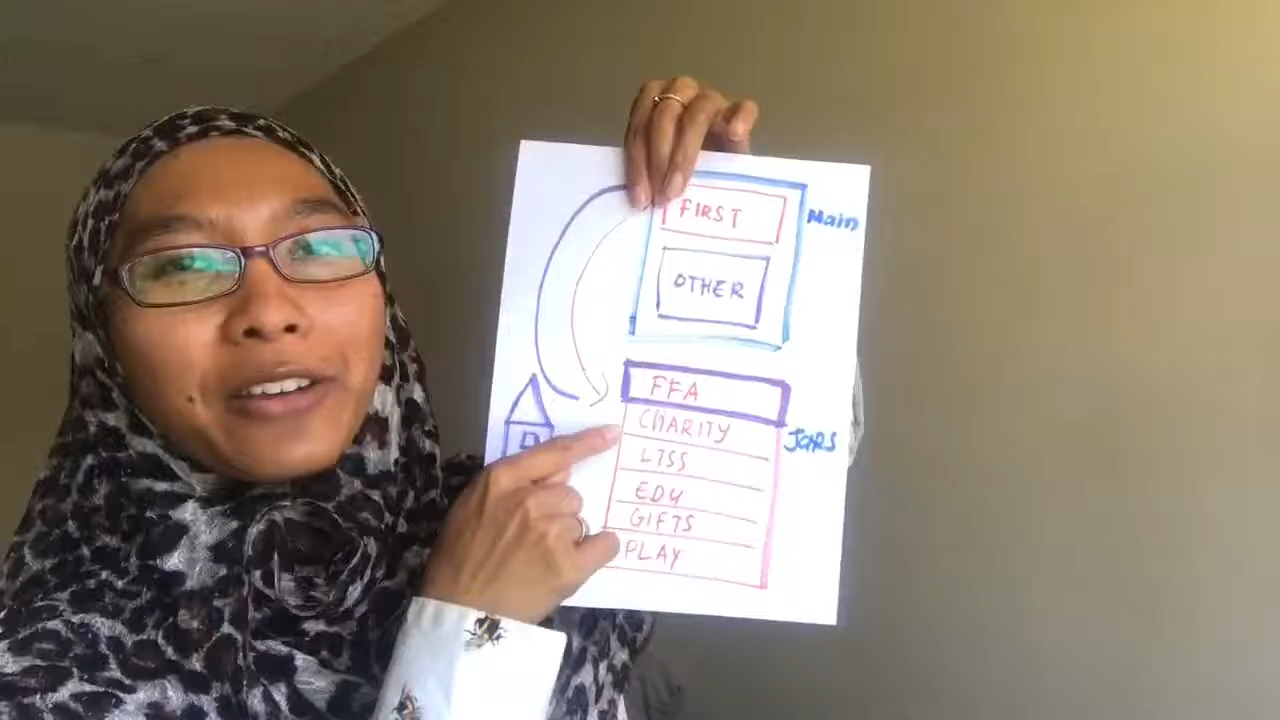 FIRST
Main
OTHER
FFA
CHARITY
JARS
LTSS
EDU
GIFTS
PLAY